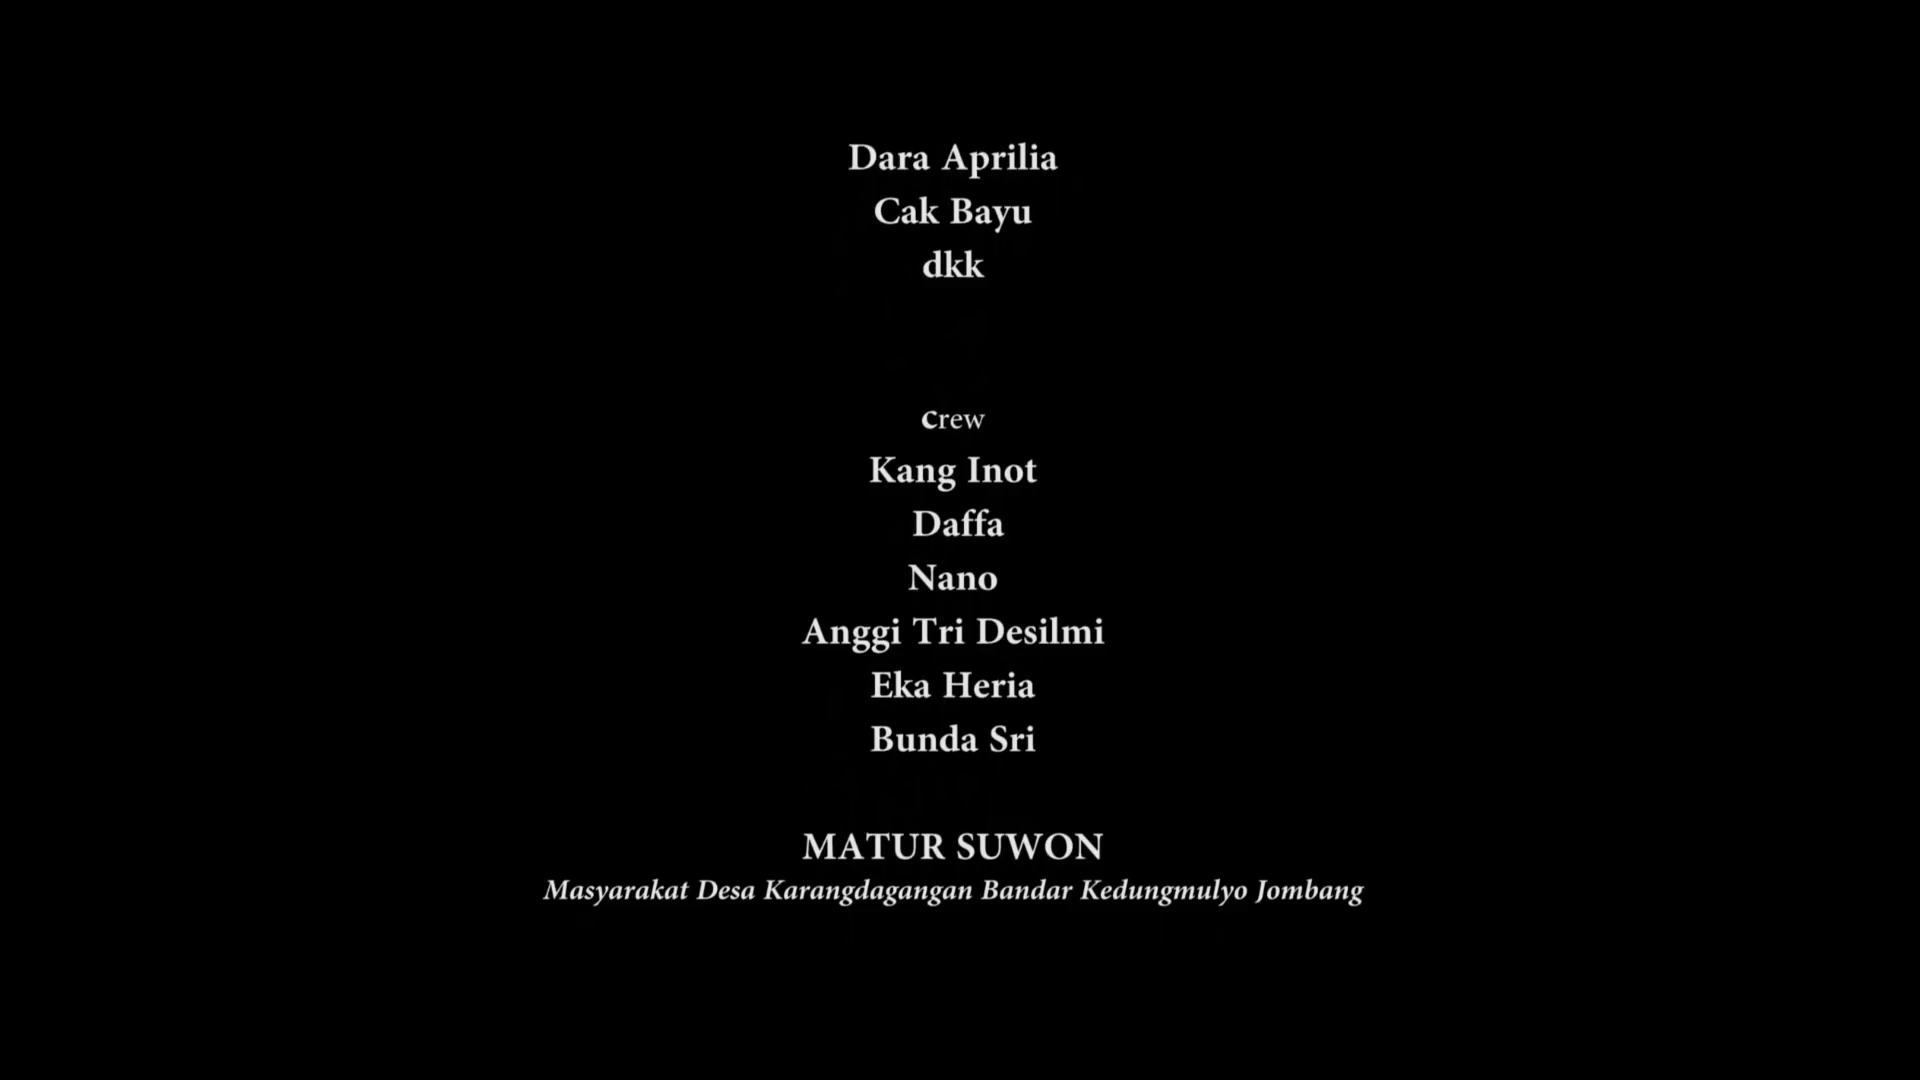 Dara Aprilia
Cak Bayu
dkk
crew
Kang Inot
Daffa
Nano
Anggi Tri Desilmi
Eka Heria
Bunda Sri
MATUR SUWON
Masyarakat Desa Karangdagangan Bandar Kedungmulyo Jombang